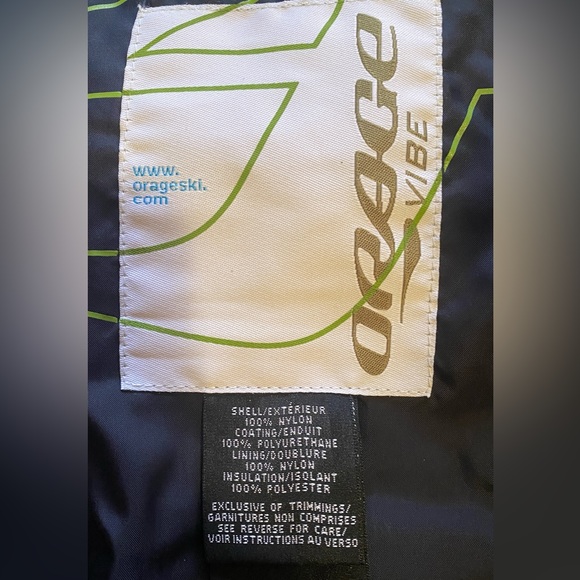 www.
orageski.
com
ORAGE
VIBE
SHELL/EXTÉRIEUR
100% NYLON
COATING/ENDUIT
100% POLYURETHANE
LINING/DOUBLURE
100% NYLON
INSULATION/ISOLANT
100% POLYESTER
EXCLUSIVE OF TRIMMINGS/
GARNITURES NON COMPRISES
SEE REVERSE FOR CARE/
VOIR INSTRUCTIONS AU VERSO